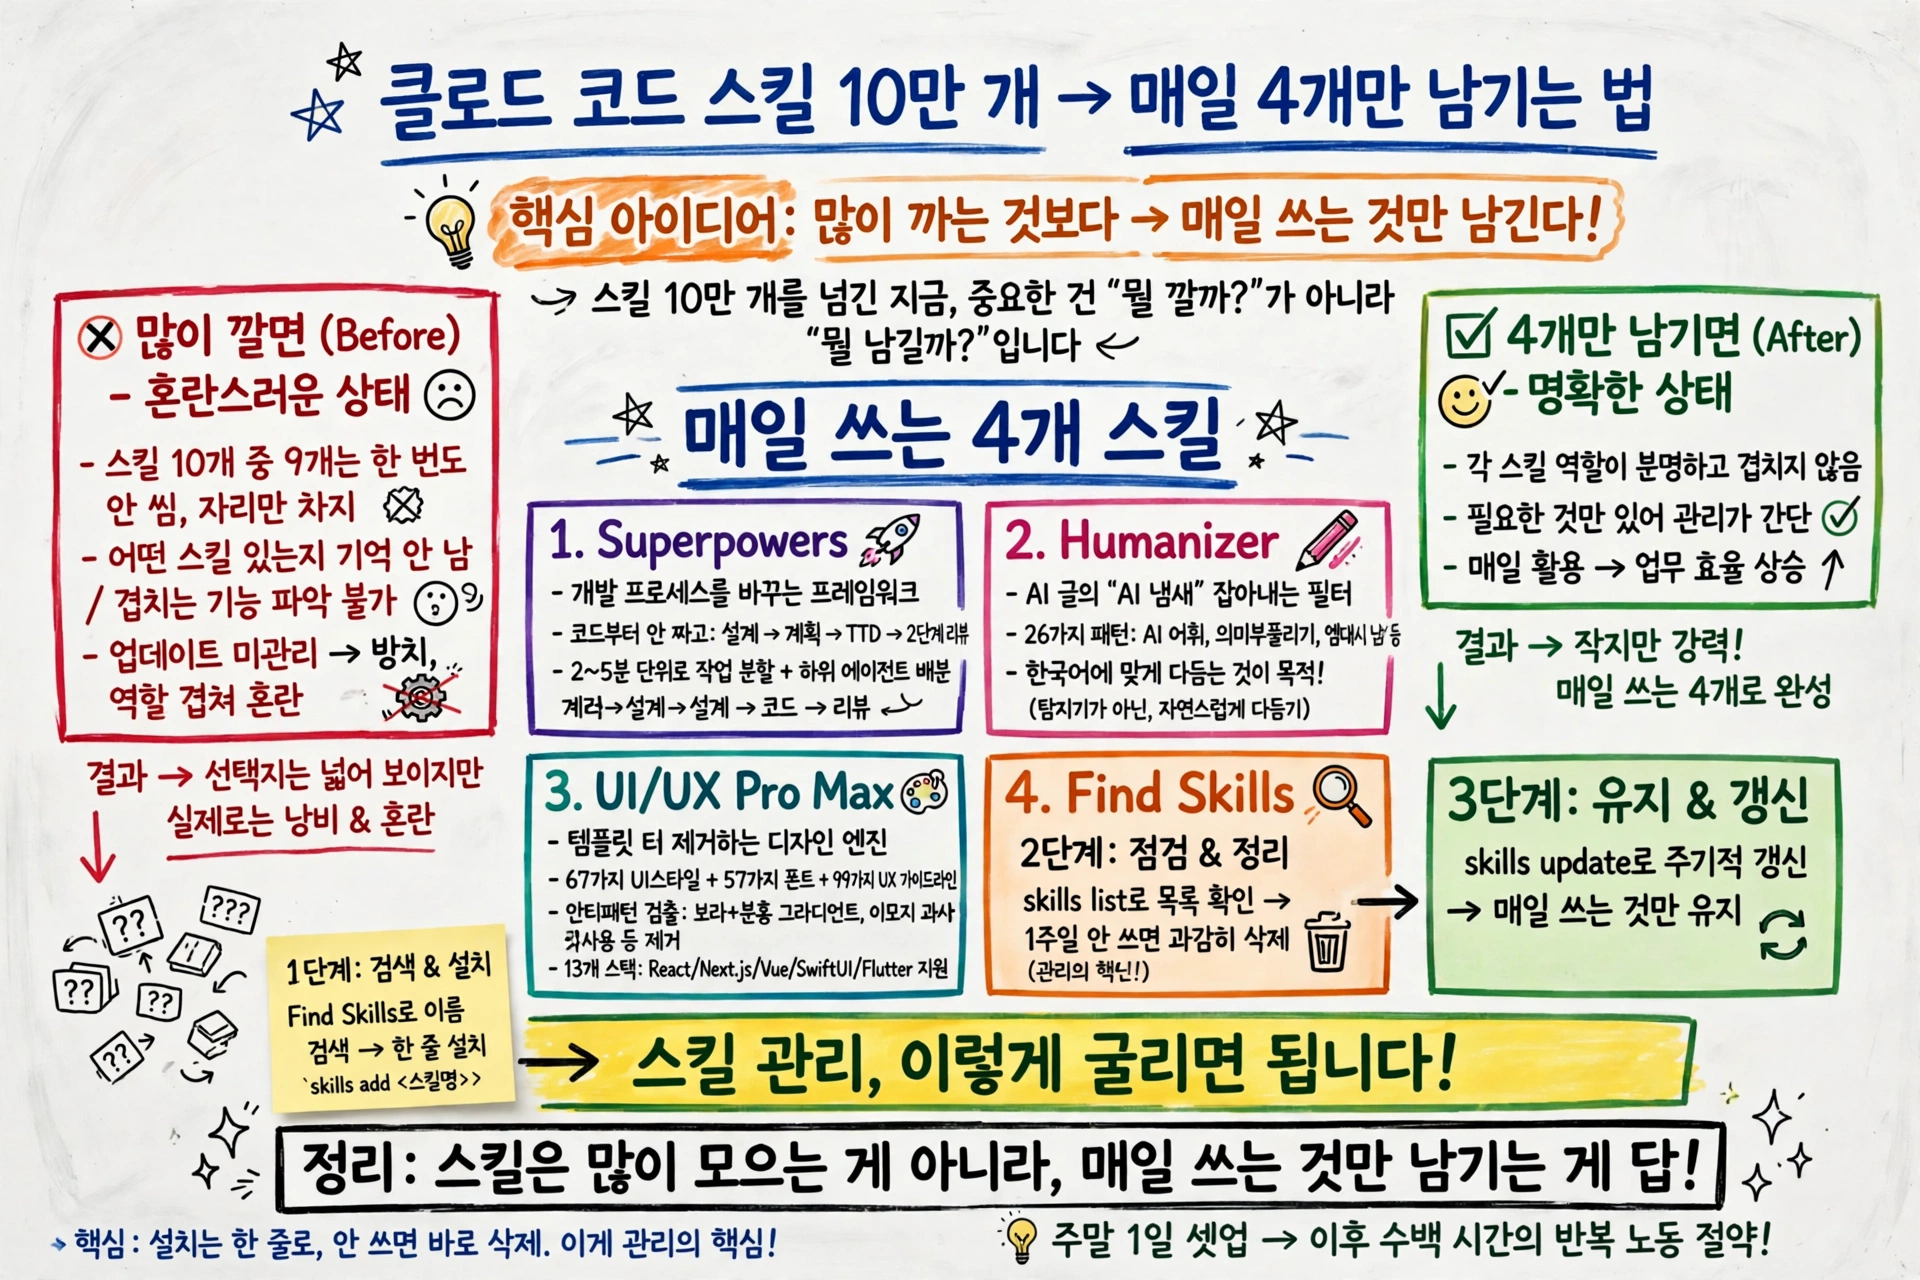 클로드 코드 스킬 10만 개 → 매일 4개만 남기는 법
핵심 아이디어: 많이 까는 것보다 → 매일 쓰는 것만 남긴다!
스킬 10만 개를 넘긴 지금, 중요한 건 “뭘 깔까?”가 아니라
“뭘 남길까?”입니다
많이 깔면 (Before)
- 혼란스러운 상태
- 스킬 10개 중 9개는 한 번도
안 씸, 자리만 차지
- 어떤 스킬 있는지 기억 안 남
/ 겹치는 기능 파악 불가
- 업데이트 미관리 → 방치,
역할 겹쳐 혼란
결과 → 선택지는 넓어 보이지만
실제로는 낭비 & 혼란
?? ???
?? ??
??
매일 쓰는 4개 스킬
1. Superpowers
- 개발 프로세스를 바꾸는 프레임워크
- 코드부터 안 짜고: 설계 → 계획 → TTD → 2단계 리뷰
- 2~5분 단위로 작업 분할 + 하위 에이전트 배분
→ 설계 → 설계 → 코드 → 리뷰
2. Humanizer
- AI 글의 “AI 냄새” 잡아내는 필터
- 26가지 패턴: AI 어휘, 의미부풀리기, 등
- 한국어에 맞게 다듬는 것이 목적!
(탐지기가 아닌, 자연스럽게 다듬기)
3. UI/UX Pro Max
- 템플릿 터 제거하는 디자인 엔진
- 67가지 UI스타일 + 57가지 폰트 + 99가지 UX 가이드라인
- 안티패턴 검출: 보라+분홍 그라디언트, 이모지 과사
등 제거
- 13개 스택: React/Next.js/Vue/SwiftUI/Flutter 지원
4. Find Skills
2단계: 점검 & 정리
skills list로 목록 확인 →
1주일 안 쓰면 과감히 삭제
(관리의)
4개만 남기면 (After)
- 명확한 상태
- 각 스킬 역할이 분명하고 겹치지 않음
- 필요한 것만 있어 관리가 간단
- 매일 활용 → 업무 효율 상승 ↑
결과 → 작지만 강력!
매일 쓰는 4개로 완성
3단계: 유지 & 갱신
skills update로 주기적 갱신
→ 매일 쓰는 것만 유지
1단계: 검색 & 설치
Find Skills로 이름
검색 → 한 줄 설치
`skills add <스킬명>>
스킬 관리, 이렇게 굴리면 됩니다!
정리: 스킬은 많이 모으는 게 아니라, 매일 쓰는 것만 남기는 게 답!
핵심: 설치는 한 줄로, 안 쓰면 바로 삭제. 이게 관리의 핵심!
주말 1일 셋업 → 이후 수백 시간의 반복 노동 절약!